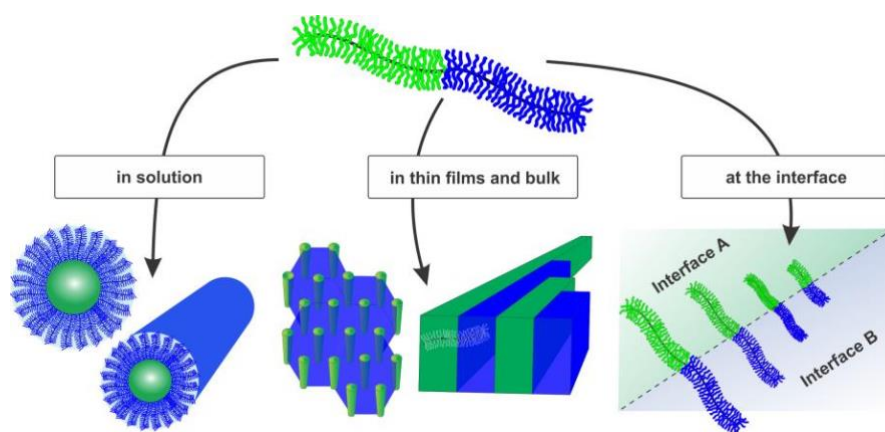 in solution
in thin films and bulk
at the interface
Interface A
Interface B